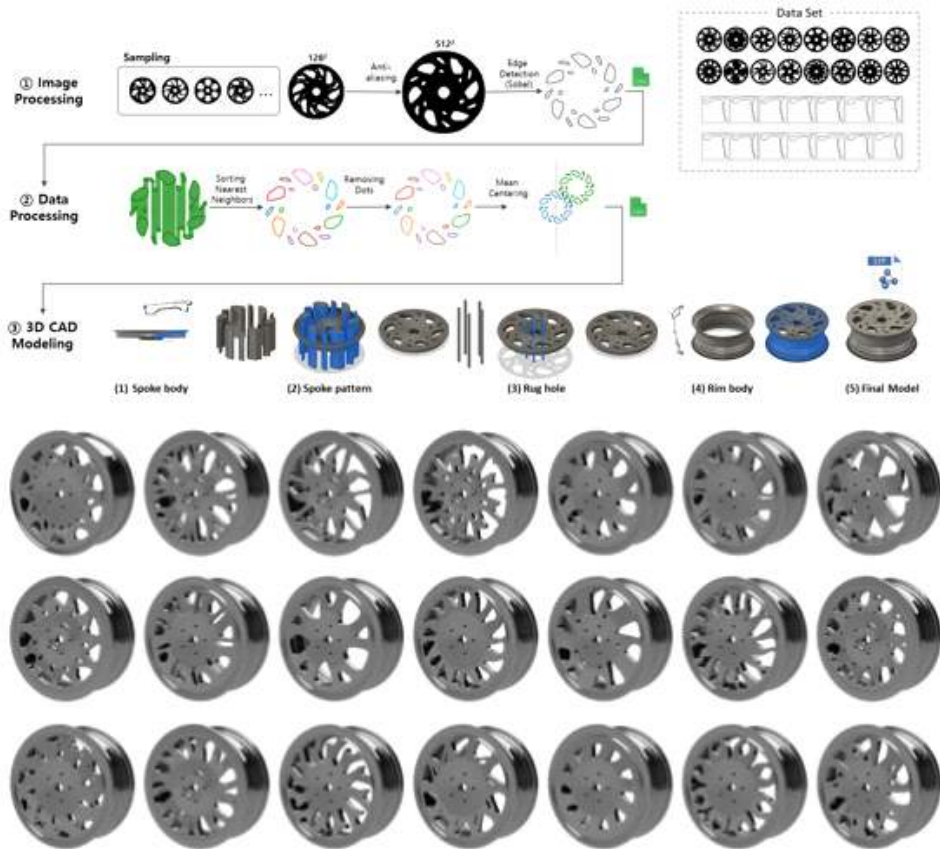 Data Set
Sampling
128²
512²
① Image
Processing
Anti-
aliasing
Edge
Detection
(Sobel)
② Data
Processing
Sorting
Nearest
Neighbors
Removing
Dots
Mean
Centering
③ 3D CAD
Modeling
(1) Spoke body
(2) Spoke pattern
(3) Rug hole
(4) Rim body
(5) Final Model